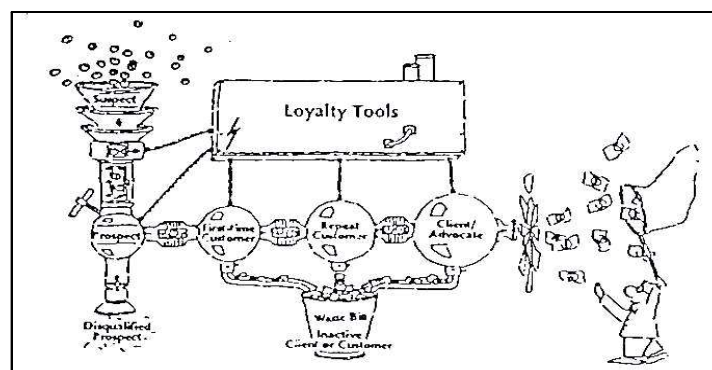 Suspect
Loyalty Tools
Prospect
First-Time
Customer
Repeat
Customer
Client/
Advocate
Disqualified
Prospect
Waste Bin
Inactive
Client or Customer